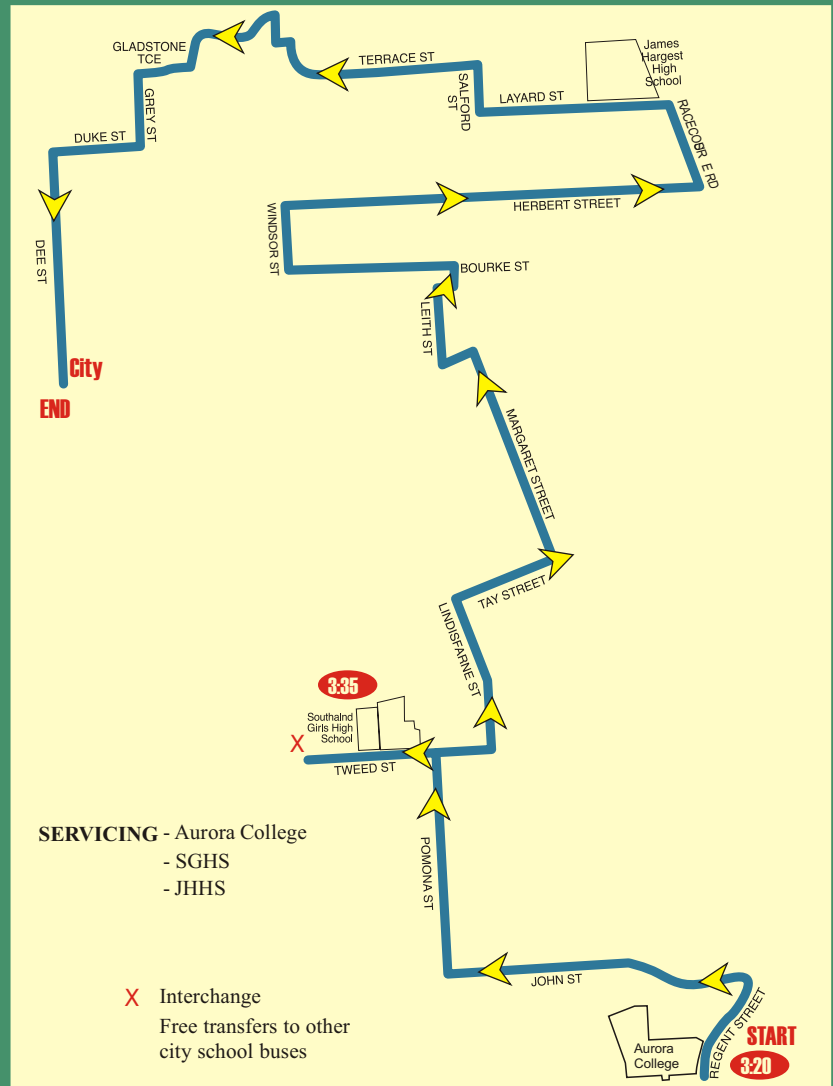 GLADSTONE
TCE
TERRACE ST
SALFORD
ST
LAYARD ST
James
Hargest
High
School
RACECOURSE RD
GREY ST
DUKE ST
DEE ST
City
END
WINDSOR ST
HERBERT STREET
BOURKE ST
LEITH ST
MARGARET STREET
TAY STREET
LINDISFARNE ST
3:35
Southalnd
Girls High
School
X
TWEED ST
POMONA ST
SERVICING - Aurora College
- SGHS
- JHHS
X Interchange
Free transfers to other
city school buses
JOHN ST
REGENT STREET
Aurora
College
START
3:20